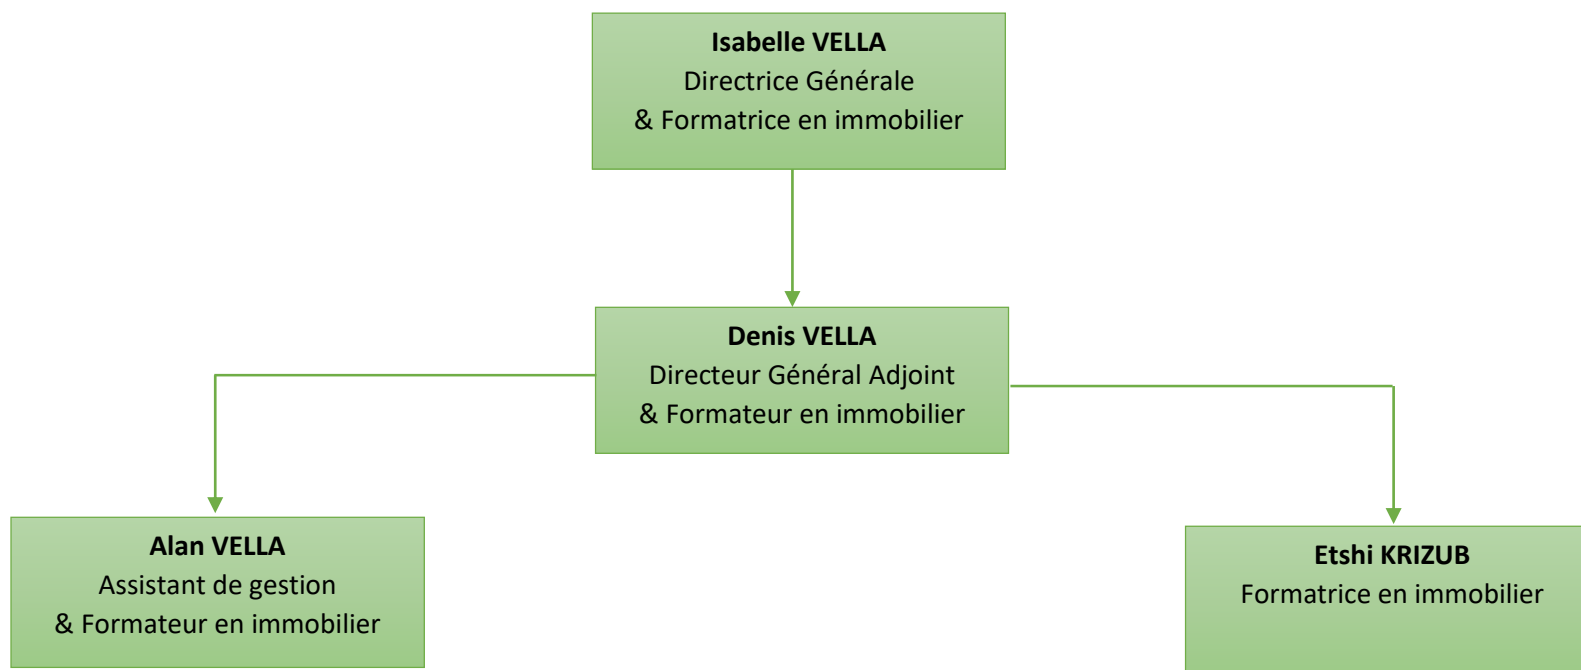 Isabelle VELLA
Directrice Générale
& Formatrice en immobilier
Denis VELLA
Directeur Général Adjoint
& Formateur en immobilier
Alan VELLA
Assistant de gestion
& Formateur en immobilier
Etshi KRIZUB
Formatrice en immobilier